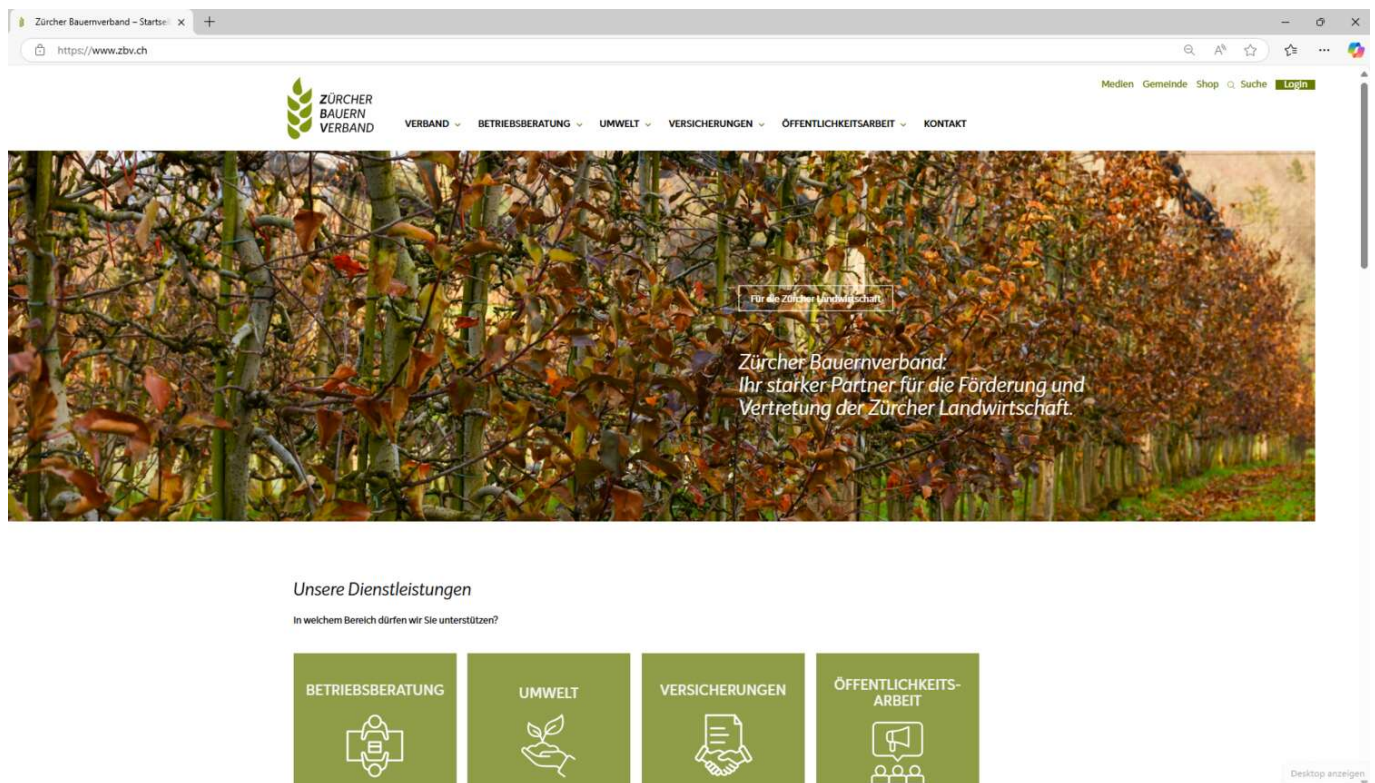 Zürcher Bauernverband – Startsei
https://www.zbv.ch
Medien Gemeinde Shop Suche Login
ZÜRCHER
BAUERN
VERBAND
VERBAND BETRIEBSBERATUNG UMWELT VERSICHERUNGEN ÖFFENTLICHKEITSARBEIT KONTAKT
Für die Zürcher Landwirtschaft
Zürcher Bauernverband:
Ihr starker Partner für die Förderung und
Vertretung der Zürcher Landwirtschaft.
Unsere Dienstleistungen
In welchem Bereich dürfen wir Sie unterstützen?
BETRIEBSBERATUNG
UMWELT
VERSICHERUNGEN
ÖFFENTLICHKEITS-
ARBEIT
Desktop anzeigen